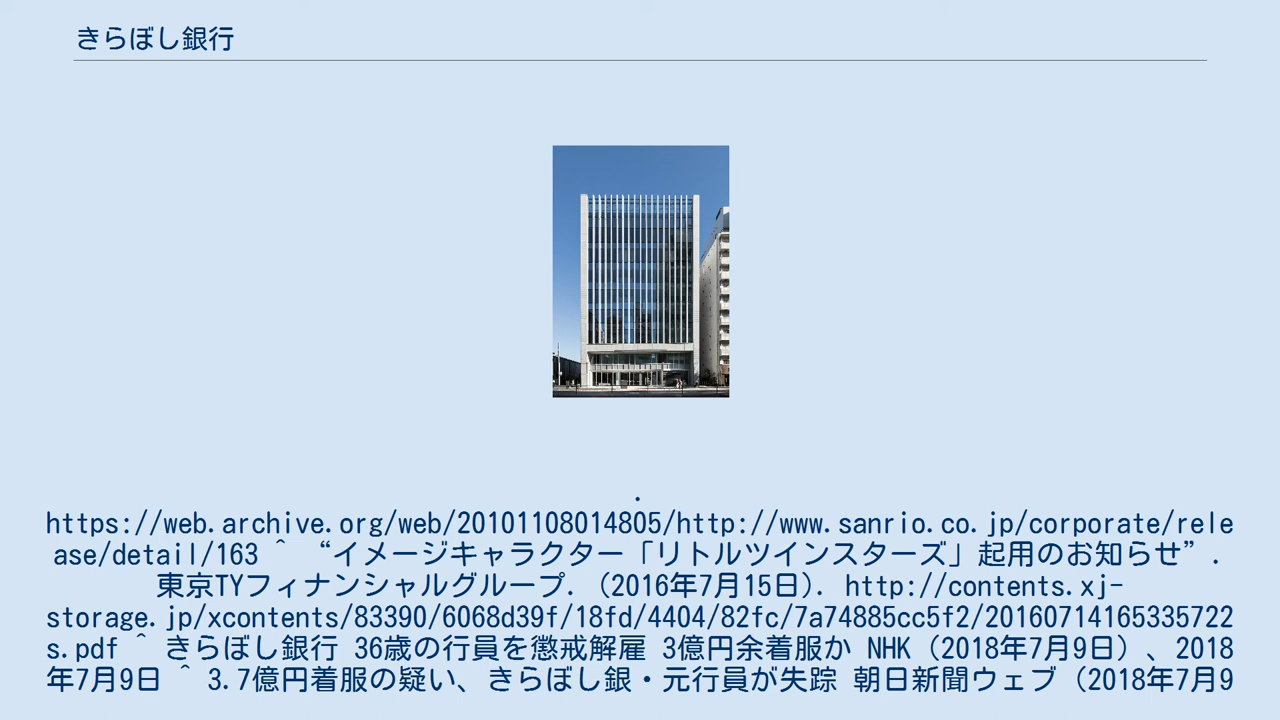 きらぼし銀行
.
https://web.archive.org/web/20101108014805/http://www.sanrio.co.jp/corporate/rele
ase/detail/163 ^ “イメージキャラクター「リトルツインスターズ」起用のお知らせ”.
東京TYフィナンシャルグループ. (2016年7月15日). http://contents.xj-
storage.jp/xcontents/83390/6068d39f/18fd/4404/82fc/7a74885cc5f2/20160714165335722
s.pdf ^ きらぼし銀行 36歳の行員を懲戒解雇 3億円余着服か NHK（2018年7月9日）、2018
年7月9日 ^ 3.7億円着服の疑い、きらぼし銀・元行員が失踪 朝日新聞ウェブ（2018年7月9